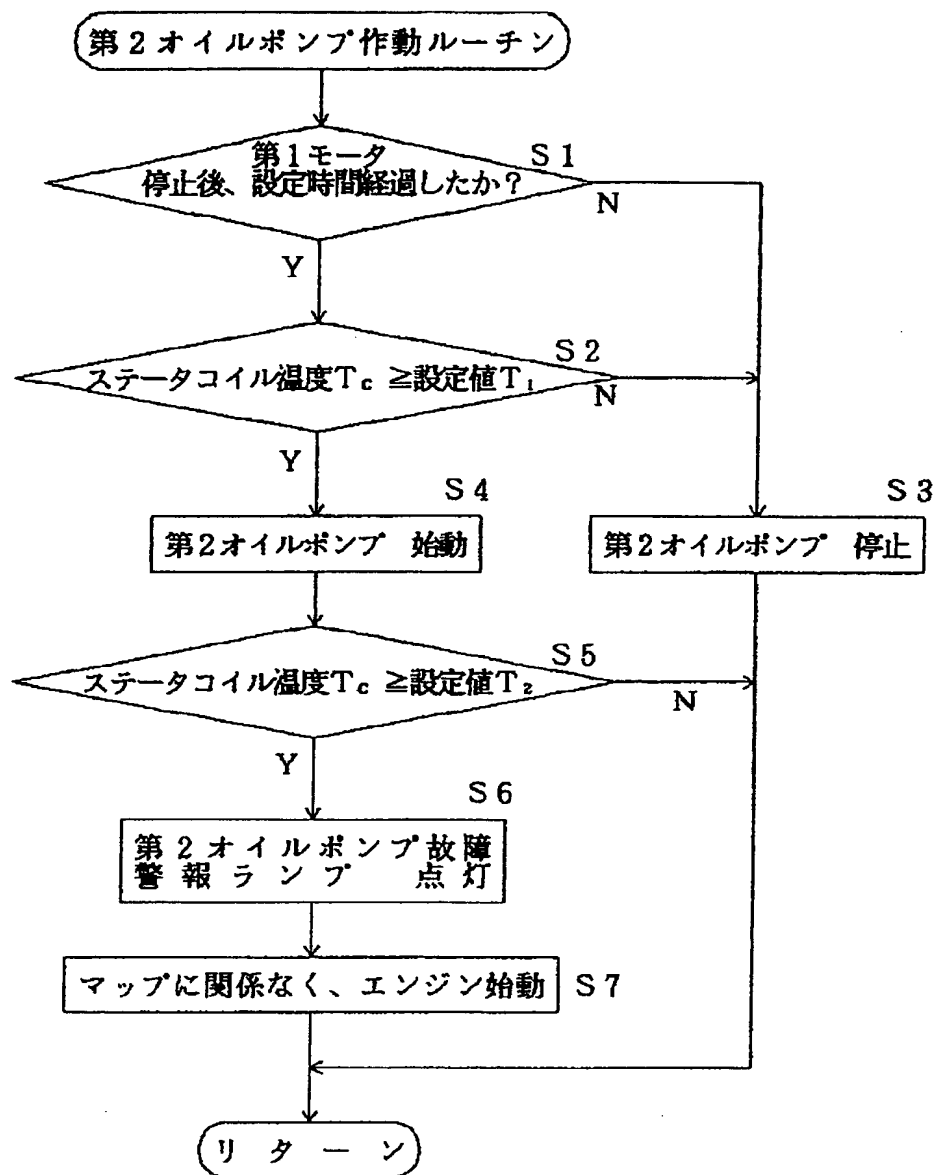 第2オイルポンプ作動ルーチン
第1モータ
停止後、設定時間経過したか?
S1
N
Y
ステータコイル温度Tc ≧設定値T₁
S2
N
Y
S4
第2オイルポンプ 始動
S3
第2オイルポンプ 停止
ステータコイル温度Tc ≧設定値T₂
S5
N
Y
S6
第2オイルポンプ故障
警報ランプ 点灯
マップに関係なく、エンジン始動
S7
リターン